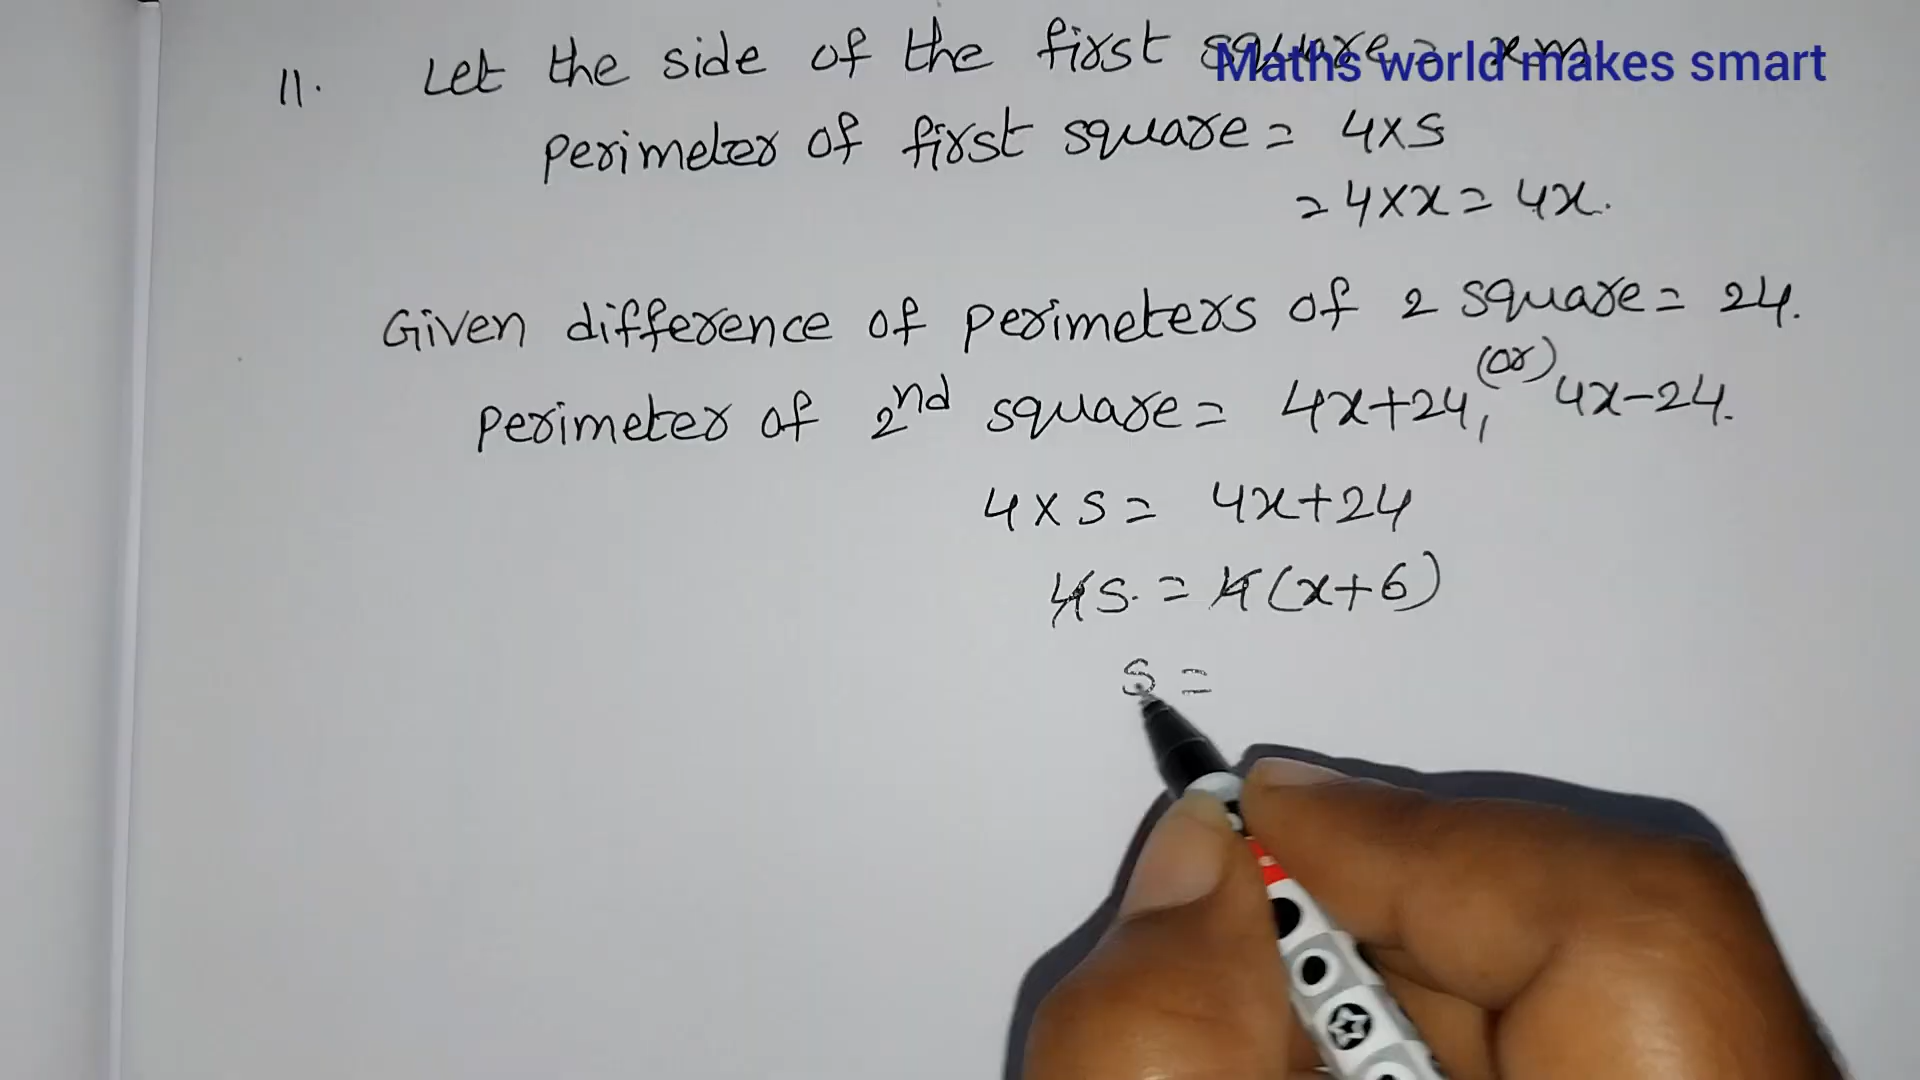 11. Let the side of the first square = x m
Maths world makes smart
perimeter of first square = 4×s
= 4×x = 4x.
Given difference of perimeters of 2 square = 24.
perimeter of 2nd square = 4x+24, (or) 4x-24.
4×s = 4x+24
4s. = 4(x+6)
s =